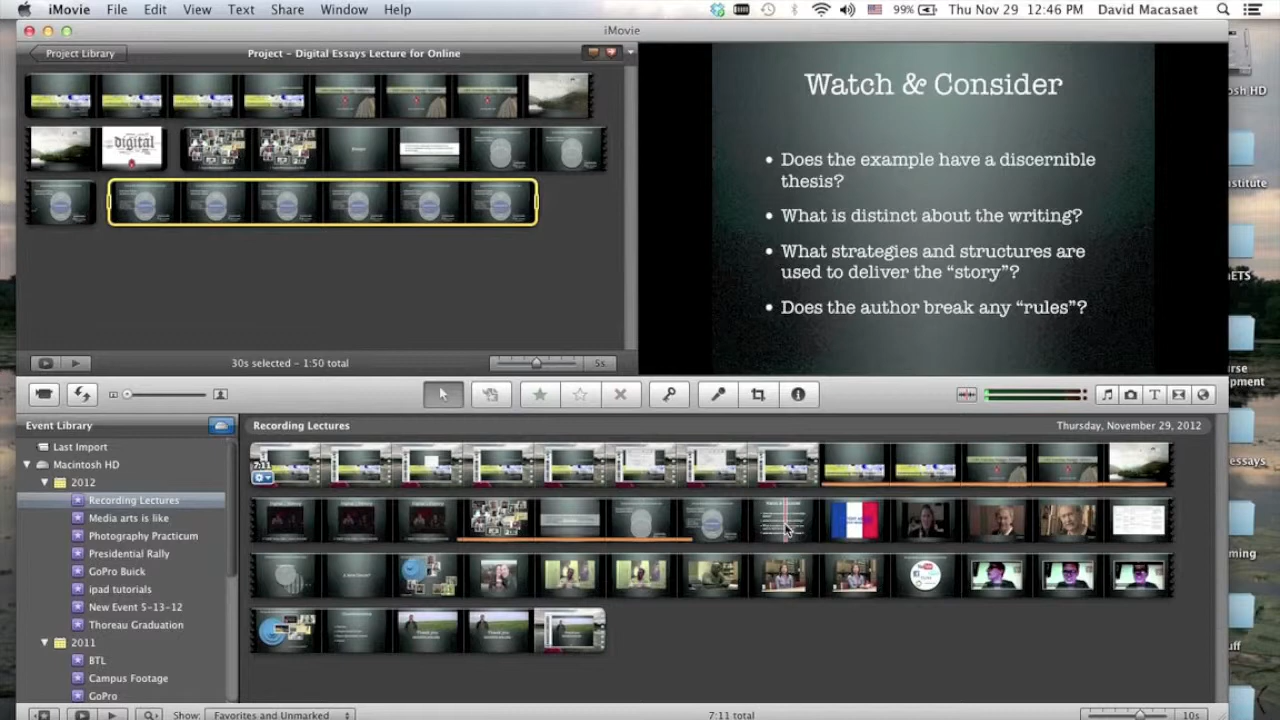 iMovie File Edit View Text Share Window Help
99% Thu Nov 29 12:46 PM David Macasaet
iMovie
Project Library
Project – Digital Essays Lecture for Online
digital
30s selected – 1:50 total
5s
Watch & Consider
• Does the example have a discernible
thesis?
• What is distinct about the writing?
• What strategies and structures are
used to deliver the “story”?
• Does the author break any “rules”?
Event Library
Last Import
Macintosh HD
2012
Recording Lectures
Media arts is like
Photography Practicum
Presidential Rally
GoPro Buick
ipad tutorials
New Event 5-13-12
Thoreau Graduation
2011
BTL
Campus Footage
GoPro
Recording Lectures
Thursday, November 29, 2012
7:11
Show: Favorites and Unmarked
7:11 total
10s